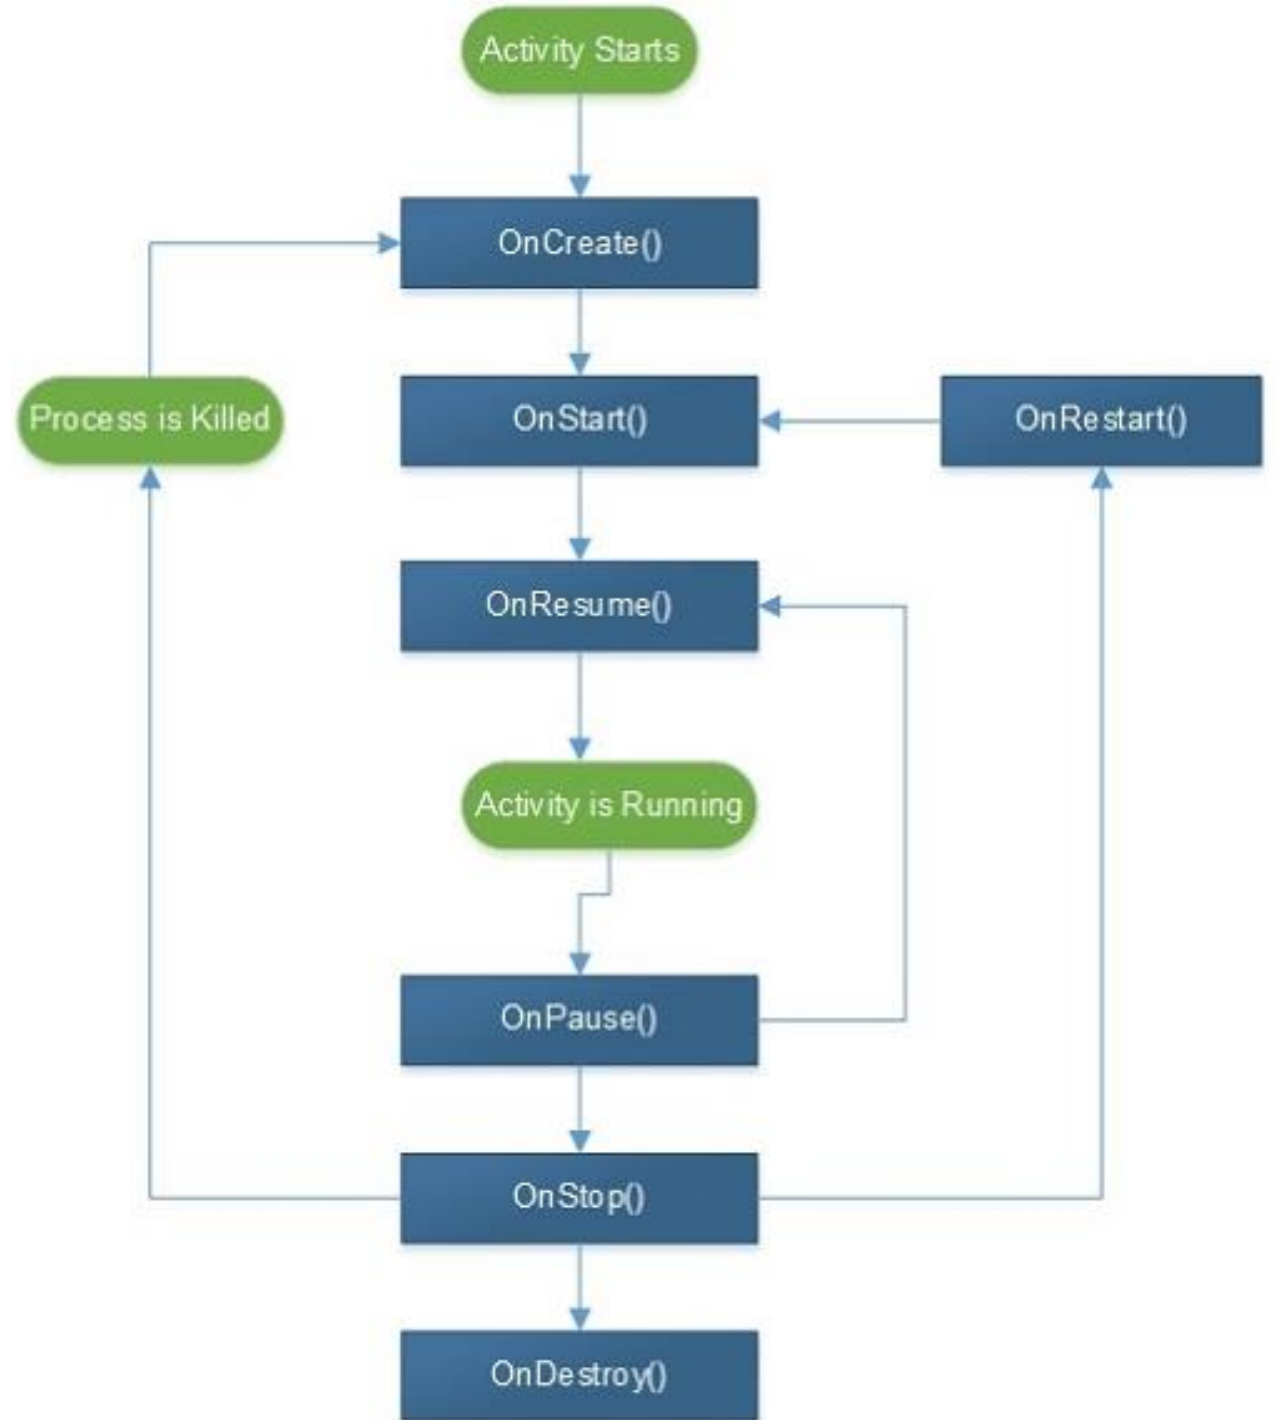 Activity Starts
OnCreate()
Process is Killed
OnStart()
OnRestart()
OnResume()
Activity is Running
OnPause()
OnStop()
OnDestroy()